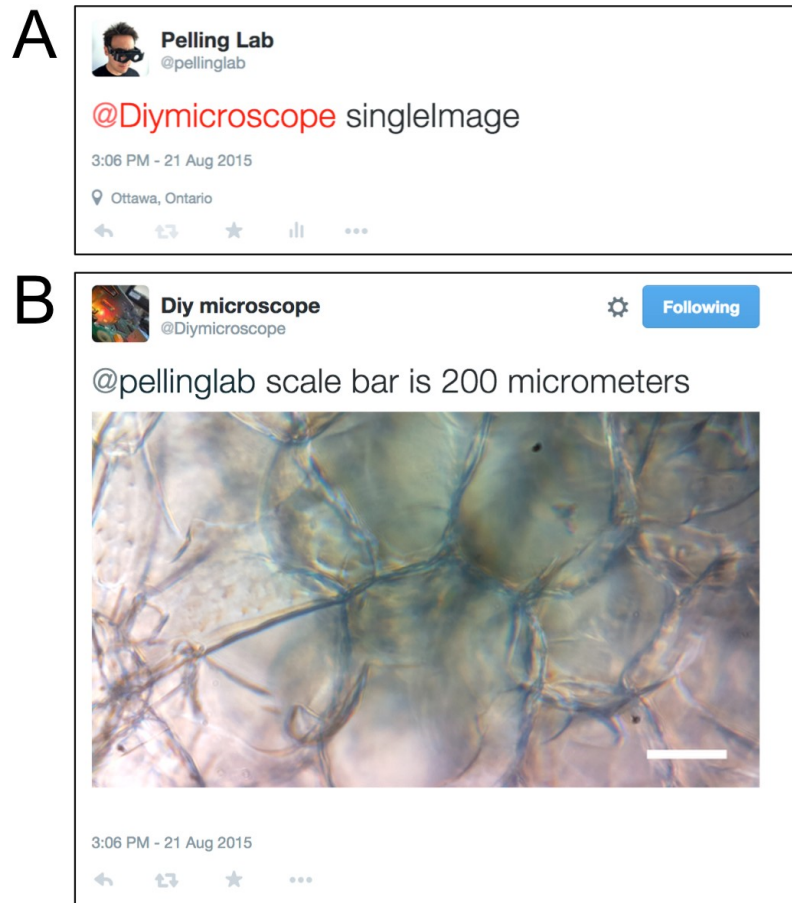 A
Pelling Lab
@pellinglab
@Diymicroscope singleImage
3:06 PM - 21 Aug 2015
Ottawa, Ontario
B
Diy microscope
@Diymicroscope
Following
@pellinglab scale bar is 200 micrometers
3:06 PM - 21 Aug 2015